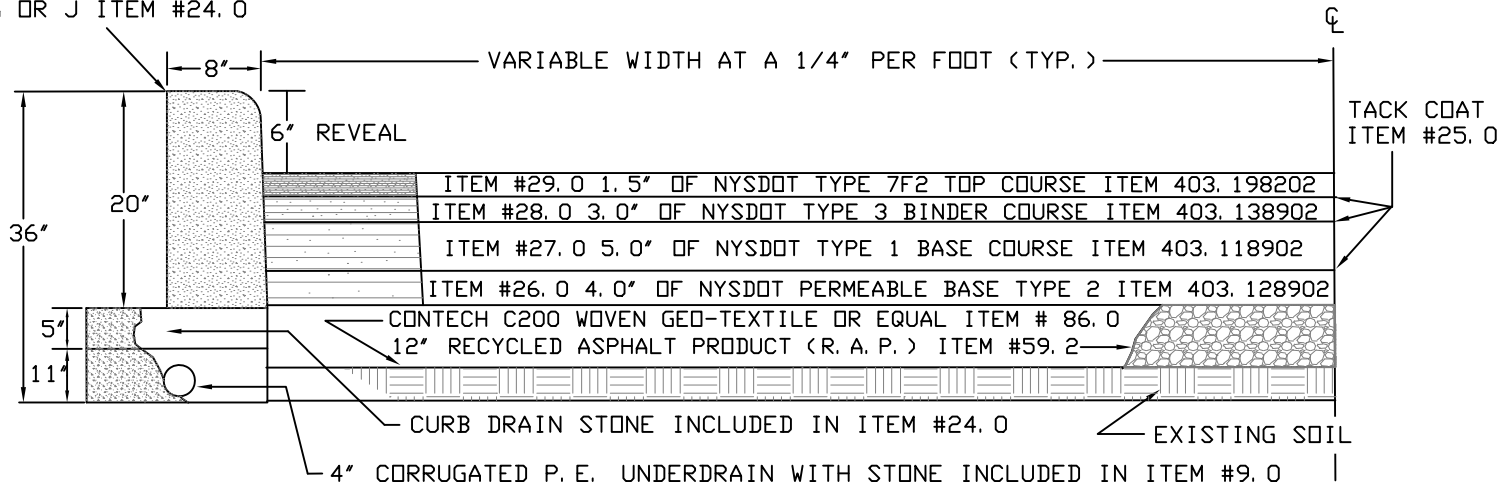 OR J ITEM #24.0
℄
8"
VARIABLE WIDTH AT A 1/4" PER FOOT (TYP.)
TACK COAT
ITEM #25.0
6" REVEAL
36"
20"
ITEM #29.0 1.5" OF NYSDOT TYPE 7F2 TOP COURSE ITEM 403.198202
ITEM #28.0 3.0" OF NYSDOT TYPE 3 BINDER COURSE ITEM 403.138902
ITEM #27.0 5.0" OF NYSDOT TYPE 1 BASE COURSE ITEM 403.118902
ITEM #26.0 4.0" OF NYSDOT PERMEABLE BASE TYPE 2 ITEM 403.128902
5"
CONTECH C200 WOVEN GEO-TEXTILE OR EQUAL ITEM # 86.0
12" RECYCLED ASPHALT PRODUCT (R.A.P.) ITEM #59.2
11"
CURB DRAIN STONE INCLUDED IN ITEM #24.0
EXISTING SOIL
4" CORRUGATED P.E. UNDERDRAIN WITH STONE INCLUDED IN ITEM #9.0